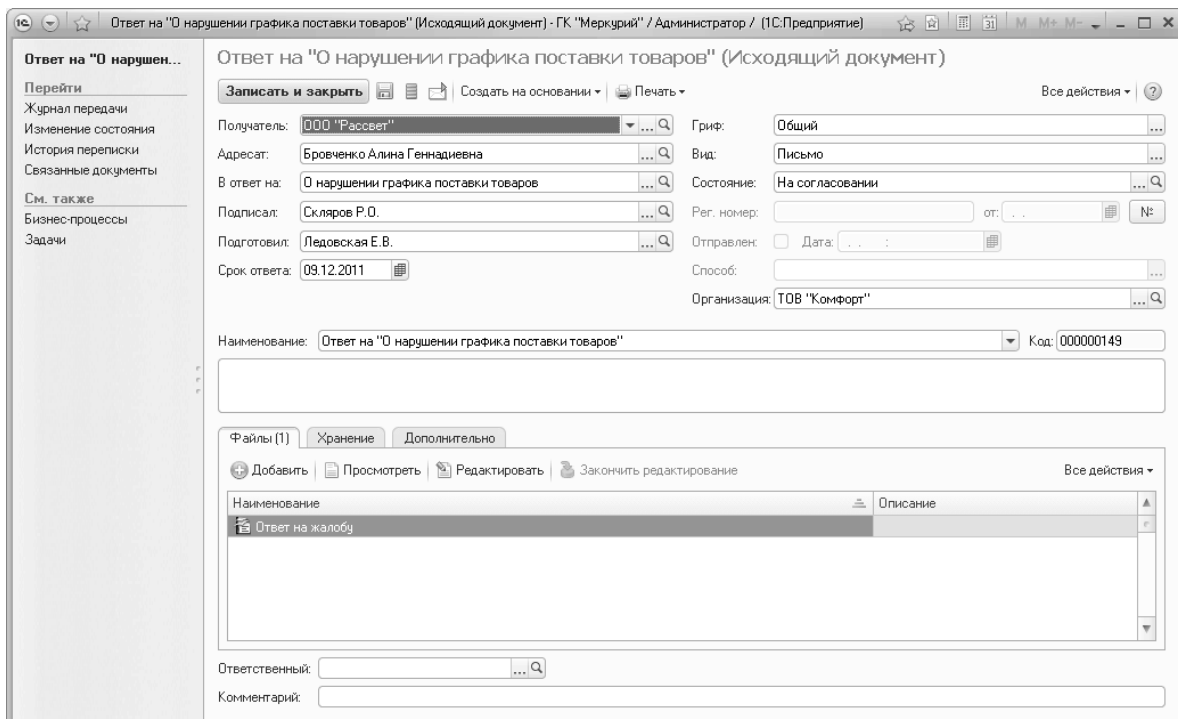 1С Ответ на "О нарушении графика поставки товаров" (Исходящий документ) - ГК "Меркурий" / Администратор / (1С:Предприятие) 31 M M+ M-
Ответ на "О нарушен...
Перейти
Журнал передачи
Изменение состояния
История переписки
Связанные документы
См. также
Бизнес-процессы
Задачи
Ответ на "О нарушении графика поставки товаров" (Исходящий документ)
Записать и закрыть Создать на основании Печать Все действия ?
Получатель: ООО "Рассвет" ... Гриф: Общий ...
Адресат: Бровченко Алина Геннадиевна ... Вид: Письмо ...
В ответ на: О нарушении графика поставки товаров ... Состояние: На согласовании ...
Подписал: Скляров Р.О. ... Рег. номер: от: . . №
Подготовил: Ледовская Е.В. ... Отправлен: Дата: . . :
Срок ответа: 09.12.2011 Способ: ...
Организация: ТОВ "Комфорт" ...
Наименование: Ответ на "О нарушении графика поставки товаров" Код: 000000149
Файлы (1) Хранение Дополнительно
Добавить Просмотреть Редактировать Закончить редактирование Все действия
Наименование Описание
Ответ на жалобу
Ответственный: ...
Комментарий: